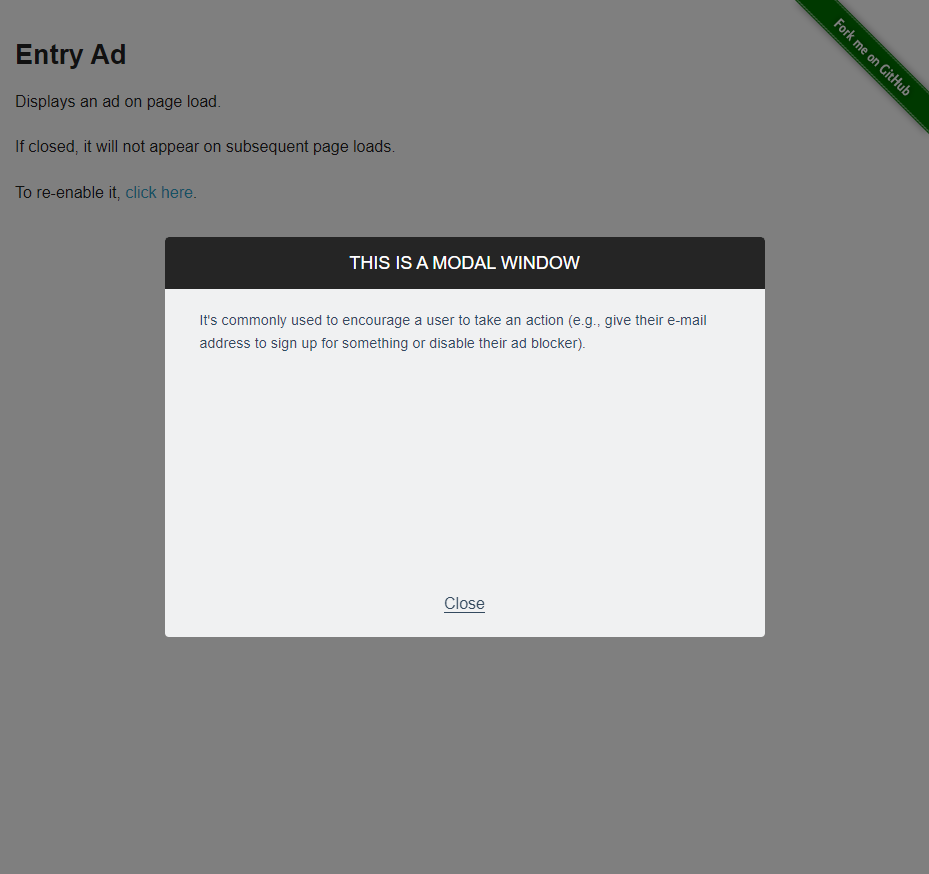 Fork me on GitHub
Entry Ad
Displays an ad on page load.
If closed, it will not appear on subsequent page loads.
To re-enable it, click here.
THIS IS A MODAL WINDOW
It's commonly used to encourage a user to take an action (e.g., give their e-mail
address to sign up for something or disable their ad blocker).
Close